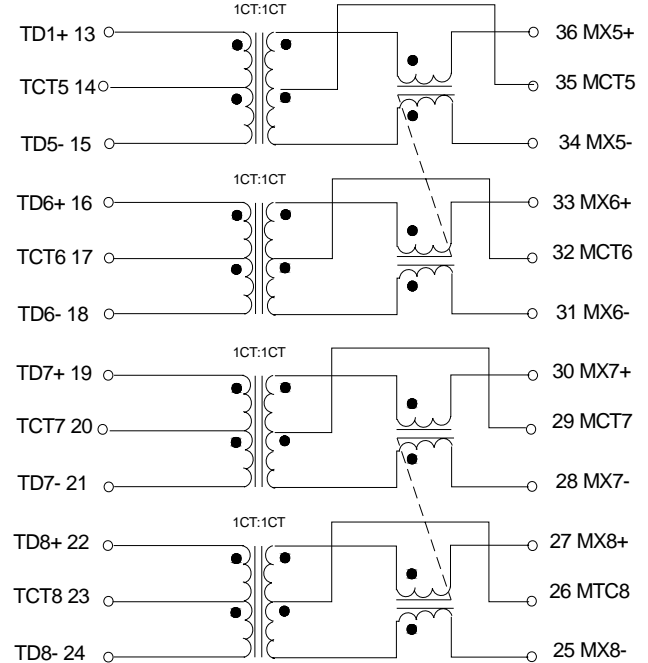 1CT:1CT
TD1+ 13
36 MX5+
TCT5 14
35 MCT5
TD5- 15
34 MX5-
1CT:1CT
TD6+ 16
33 MX6+
TCT6 17
32 MCT6
TD6- 18
31 MX6-
1CT:1CT
TD7+ 19
30 MX7+
TCT7 20
29 MCT7
TD7- 21
28 MX7-
1CT:1CT
TD8+ 22
27 MX8+
TCT8 23
26 MTC8
TD8- 24
25 MX8-